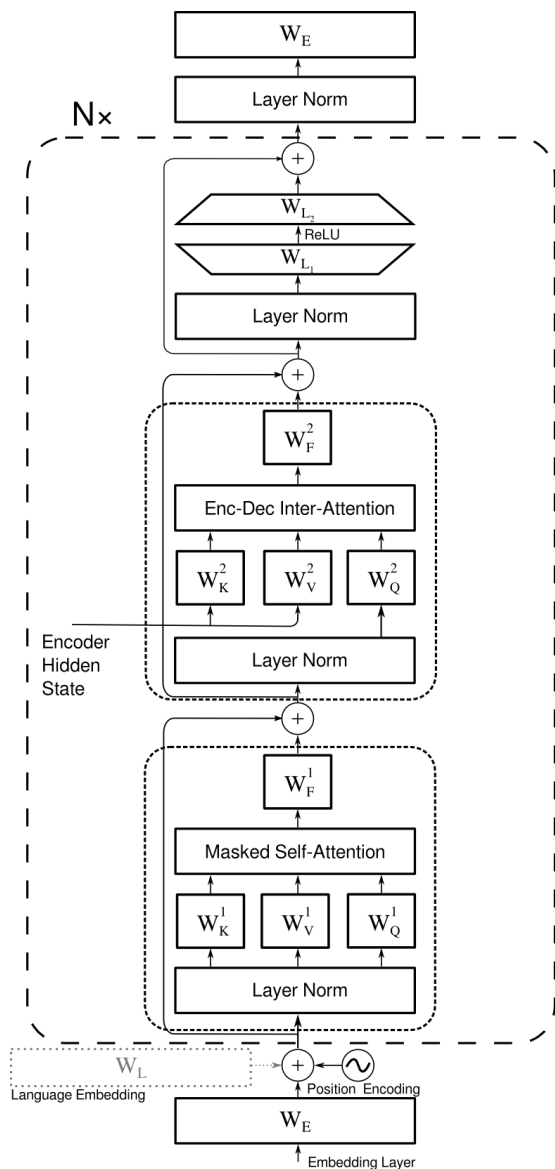 W_E
Layer Norm
N×
+
W_L₂
ReLU
W_L₁
Layer Norm
+
W_F^2
Enc-Dec Inter-Attention
W_K^2 W_V^2 W_Q^2
Encoder
Hidden
State
Layer Norm
+
W_F^1
Masked Self-Attention
W_K^1 W_V^1 W_Q^1
Layer Norm
W_L
+
Language Embedding
Position Encoding
W_E
Embedding Layer